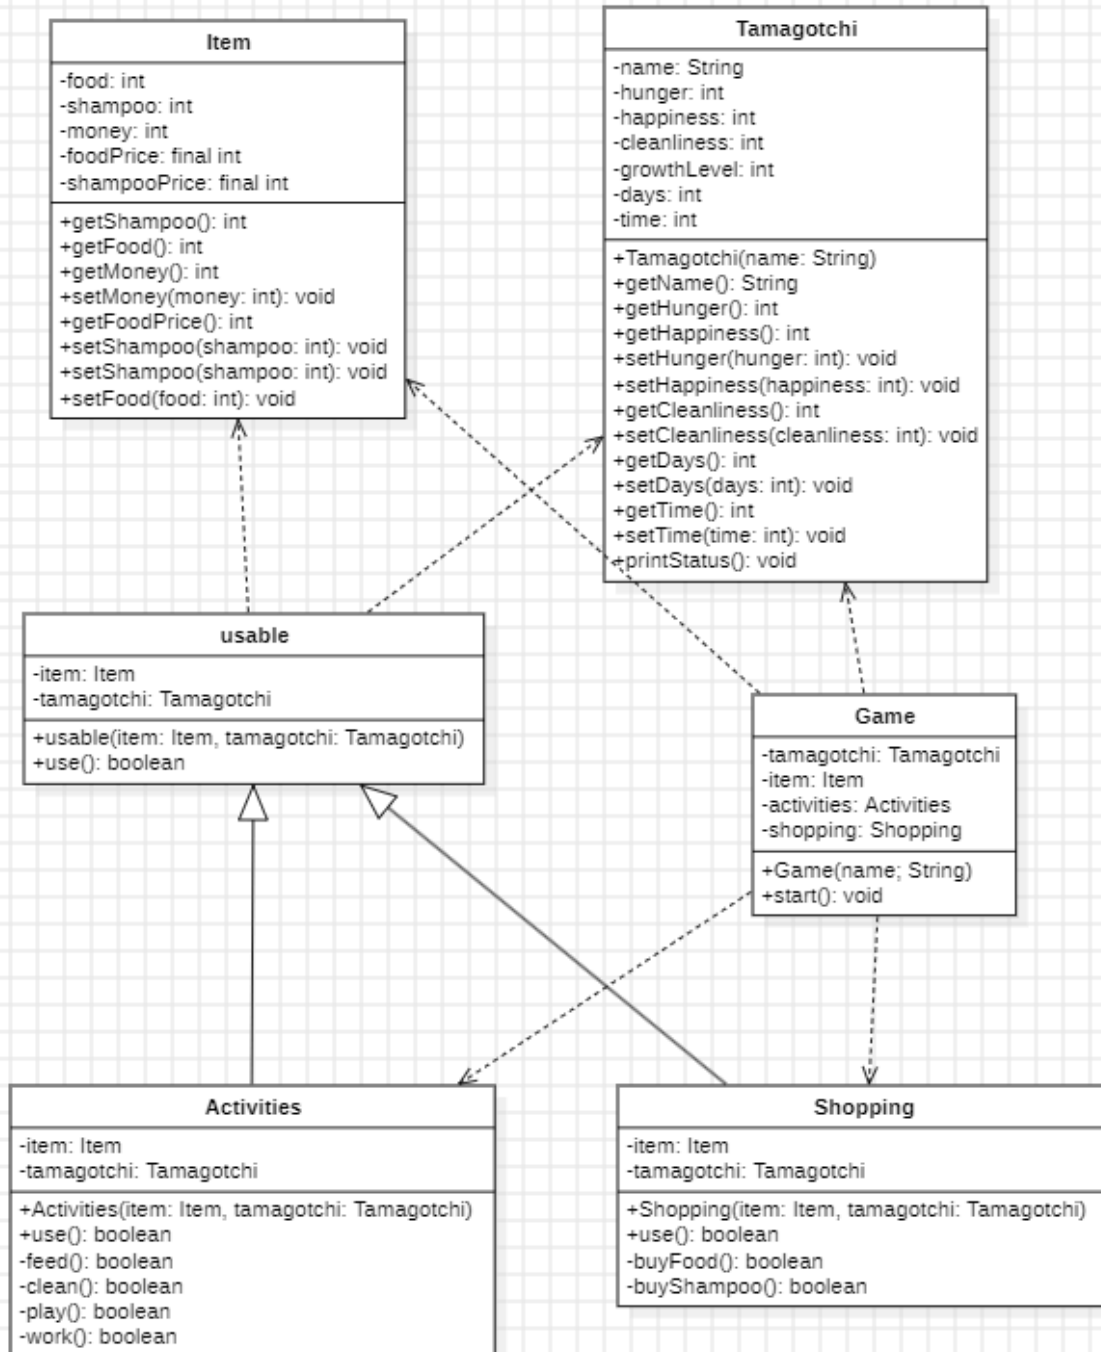 Item
-food: int
-shampoo: int
-money: int
-foodPrice: final int
-shampooPrice: final int
+getShampoo(): int
+getFood(): int
+getMoney(): int
+setMoney(money: int): void
+getFoodPrice(): int
+setShampoo(shampoo: int): void
+setShampoo(shampoo: int): void
+setFood(food: int): void
Tamagotchi
-name: String
-hunger: int
-happiness: int
-cleanliness: int
-growthLevel: int
-days: int
-time: int
+Tamagotchi(name: String)
+getName(): String
+getHunger(): int
+getHappiness(): int
+setHunger(hunger: int): void
+setHappiness(happiness: int): void
+getCleanliness(): int
+setCleanliness(cleanliness: int): void
+getDays(): int
+setDays(days: int): void
+getTime(): int
+setTime(time: int): void
+printStatus(): void
usable
-item: Item
-tamagotchi: Tamagotchi
+usable(item: Item, tamagotchi: Tamagotchi)
+use(): boolean
Game
-tamagotchi: Tamagotchi
-item: Item
-activities: Activities
-shopping: Shopping
+Game(name; String)
+start(): void
Activities
-item: Item
-tamagotchi: Tamagotchi
+Activities(item: Item, tamagotchi: Tamagotchi)
+use(): boolean
-feed(): boolean
-clean(): boolean
-play(): boolean
-work(): boolean
Shopping
-item: Item
-tamagotchi: Tamagotchi
+Shopping(item: Item, tamagotchi: Tamagotchi)
+use(): boolean
-buyFood(): boolean
-buyShampoo(): boolean